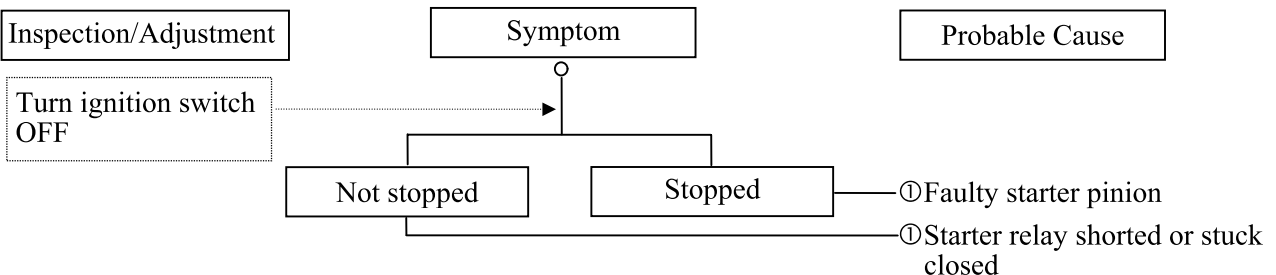 Inspection/Adjustment
Symptom
Probable Cause
Turn ignition switch
OFF
Not stopped
Stopped
①Faulty starter pinion
①Starter relay shorted or stuck
closed